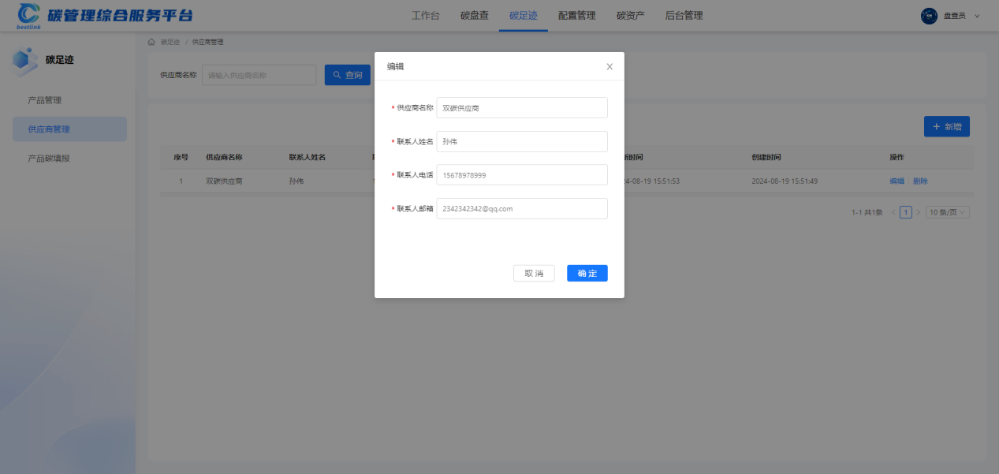 bestlink
碳管理综合服务平台
工作台 碳盘查 碳足迹 配置管理 碳资产 后台管理
盘查员
碳足迹 / 供应商管理
碳足迹
产品管理
供应商管理
产品碳填报
供应商名称 请输入供应商名称 查询
+ 新增
序号 供应商名称 联系人姓名 新时间 创建时间 操作
1 双碳供应商 孙伟 24-08-19 15:51:53 2024-08-19 15:51:49 编辑 删除
1-1 共1条 < 1 > 10 条/页
编辑
* 供应商名称 双碳供应商
* 联系人姓名 孙伟
* 联系人电话 15678978999
* 联系人邮箱 2342342342@qq.com
取 消 确 定